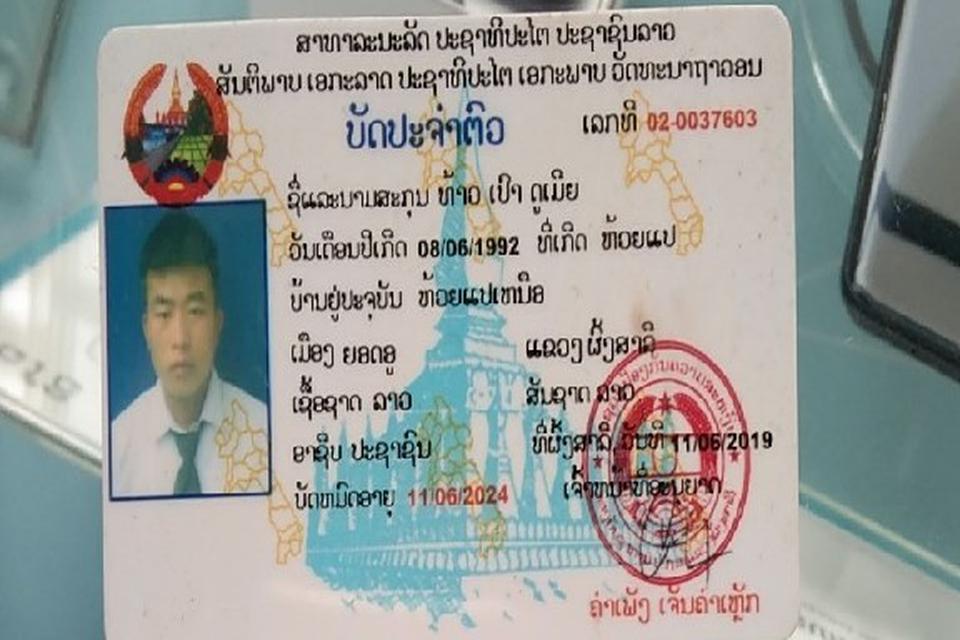 ສາທາລະນະລັດ ປະຊາທິປະໄຕ ປະຊາຊົນລາວ
ສັນຕິພາບ ເອກະລາດ ປະຊາທິປະໄຕ ເອກະພາບ ວັດທະນາຖາວອນ
ບັດປະຈຳຕົວ
ເລກທີ 02-0037603
ຊື່ແລະນາມສະກຸນ ທ້າວ ເປົາ ດູເມີຍ
ວັນເດືອນປີເກີດ 08/06/1992 ທີ່ເກີດ ຫ້ວຍແປ
ບ້ານຢູ່ປະຈຸບັນ ຫ້ວຍແປເໜືອ
ເມືອງ ຍອດອູ ແຂວງ ຜົ້ງສາລີ
ເຊື້ອຊາດ ລາວ ສັນຊາດ ລາວ
ອາຊີບ ປະຊາຊົນ ທີ່ຜົ້ງສາລີ, ວັນທີ 11/06/2019
ບັດຫມົດອາຍຸ 11/06/2024 ເຈົ້າຫນ້າທີ່ອະນຸຍາດ
ຄຳເພັງ